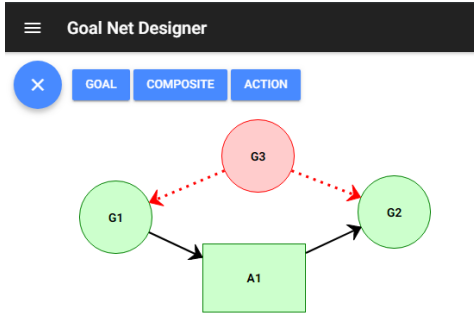 Goal Net Designer
GOAL COMPOSITE ACTION
G3
G1
G2
A1